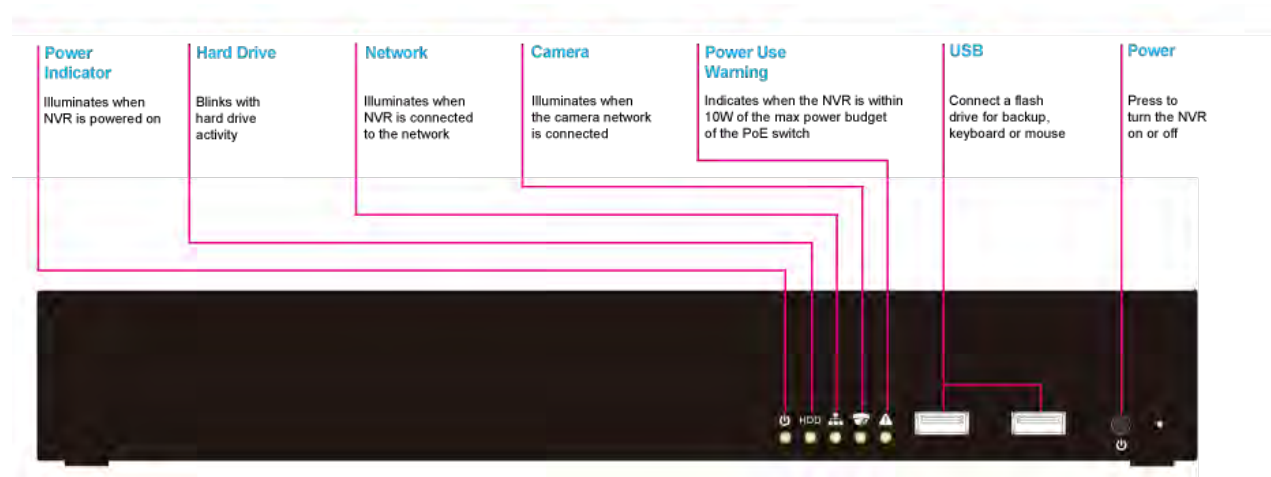 Power
Indicator
Illuminates when
NVR is powered on
Hard Drive
Blinks with
hard drive
activity
Network
Illuminates when
NVR is connected
to the network
Camera
Illuminates when
the camera network
is connected
Power Use
Warning
Indicates when the NVR is within
10W of the max power budget
of the PoE switch
USB
Connect a flash
drive for backup,
keyboard or mouse
Power
Press to
turn the NVR
on or off
HDD